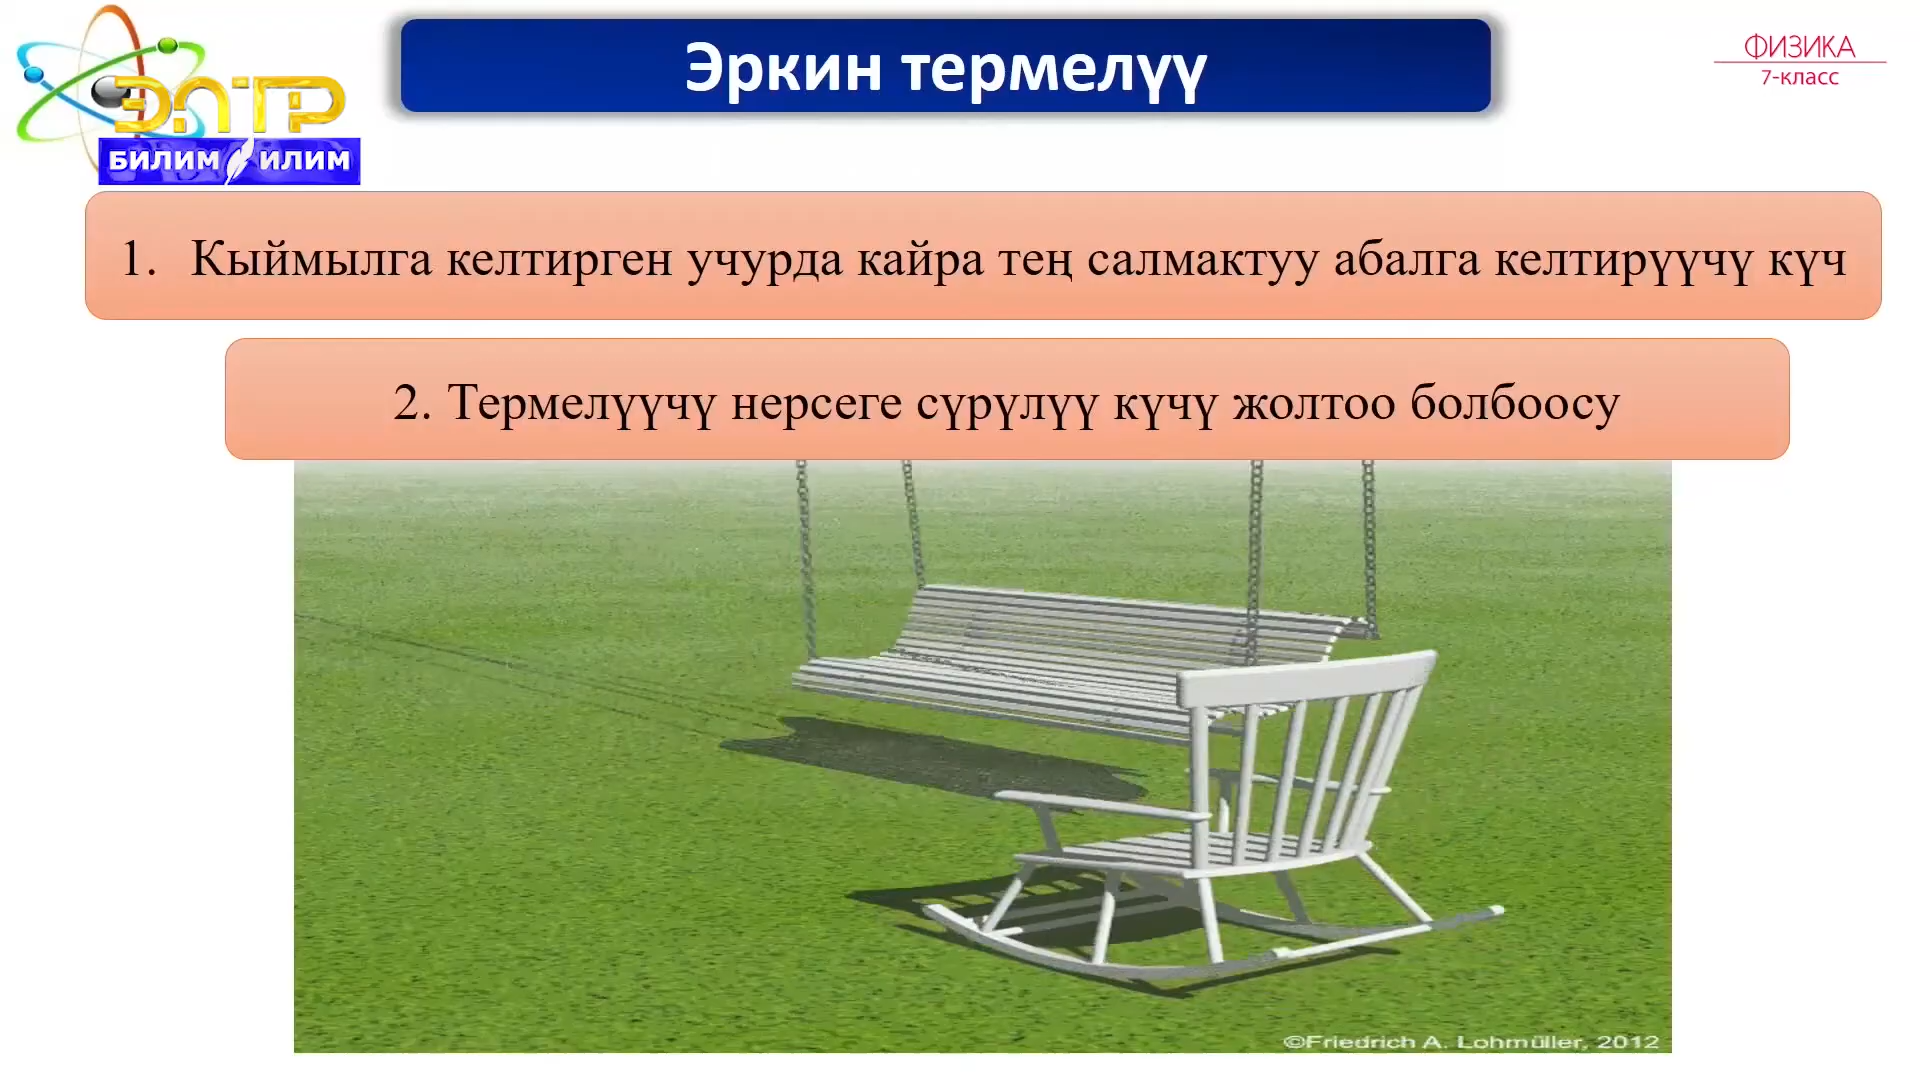 Эркин термелүү
ФИЗИКА
7-класс
ЭЛТР
БИЛИМ ИЛИМ
1. Кыймылга келтирген учурда кайра тең салмактуу абалга келтирүүчү күч
2. Термелүүчү нерсеге сүрүлүү күчү жолтоо болбоосу
©Friedrich A. Lohmüller, 2012